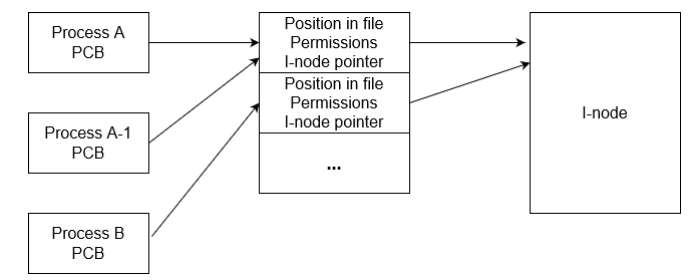 Process A
PCB
Process A-1
PCB
Process B
PCB
Position in file
Permissions
I-node pointer
Position in file
Permissions
I-node pointer
...
I-node